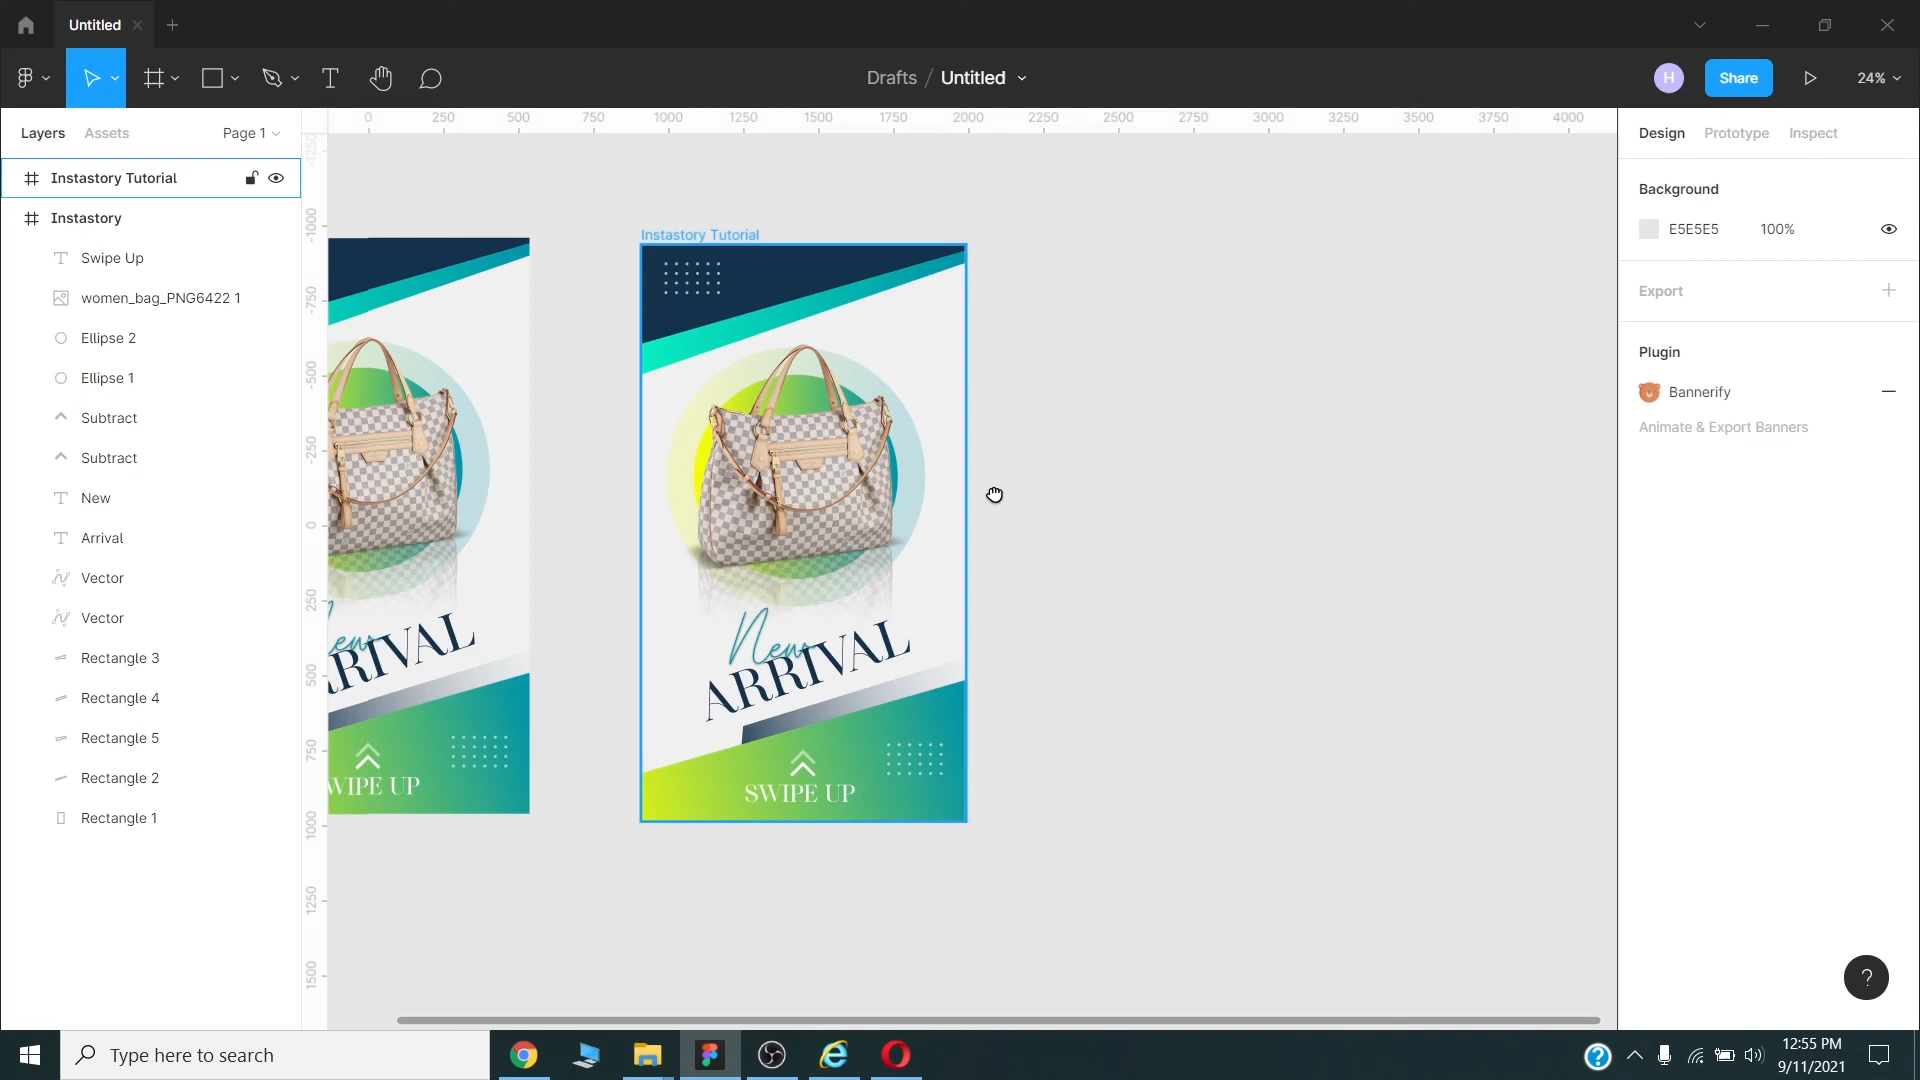 Untitled
Drafts / Untitled
H
Share
24%
Layers
Assets
Page 1
Instastory Tutorial
Instastory
Swipe Up
women_bag_PNG6422 1
Ellipse 2
Ellipse 1
Subtract
Subtract
New
Arrival
Vector
Vector
Rectangle 3
Rectangle 4
Rectangle 5
Rectangle 2
Rectangle 1
0 250 500 750 1000 1250 1500 1750 2000 2250 2500 2750 3000 3250 3500 3750 4000
-1250
-1000
-750
-500
-250
0
250
500
750
1000
1250
1500
RIVAL
WIPE UP
Instastory Tutorial
New
ARRIVAL
SWIPE UP
Design
Prototype
Inspect
Background
E5E5E5
100%
Export
Plugin
Bannerify
Animate & Export Banners
?
Type here to search
12:55 PM
9/11/2021